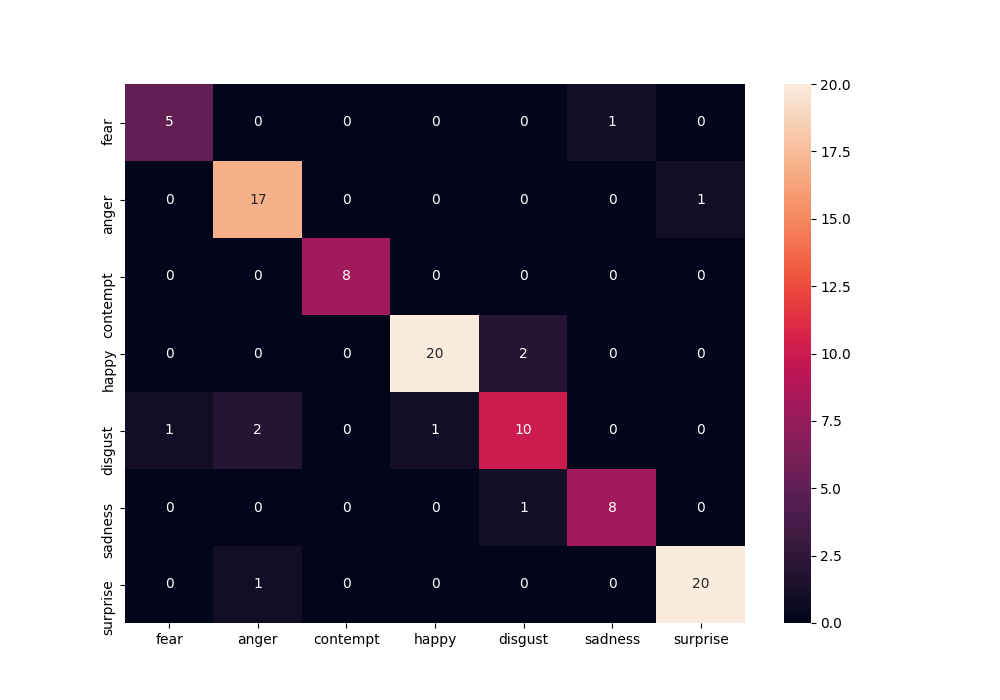 fear 5 0 0 0 0 1 0
anger 0 17 0 0 0 0 1
contempt 0 0 8 0 0 0 0
happy 0 0 0 20 2 0 0
disgust 1 2 0 1 10 0 0
sadness 0 0 0 0 1 8 0
surprise 0 1 0 0 0 0 20
fear anger contempt happy disgust sadness surprise
20.0
17.5
15.0
12.5
10.0
7.5
5.0
2.5
0.0